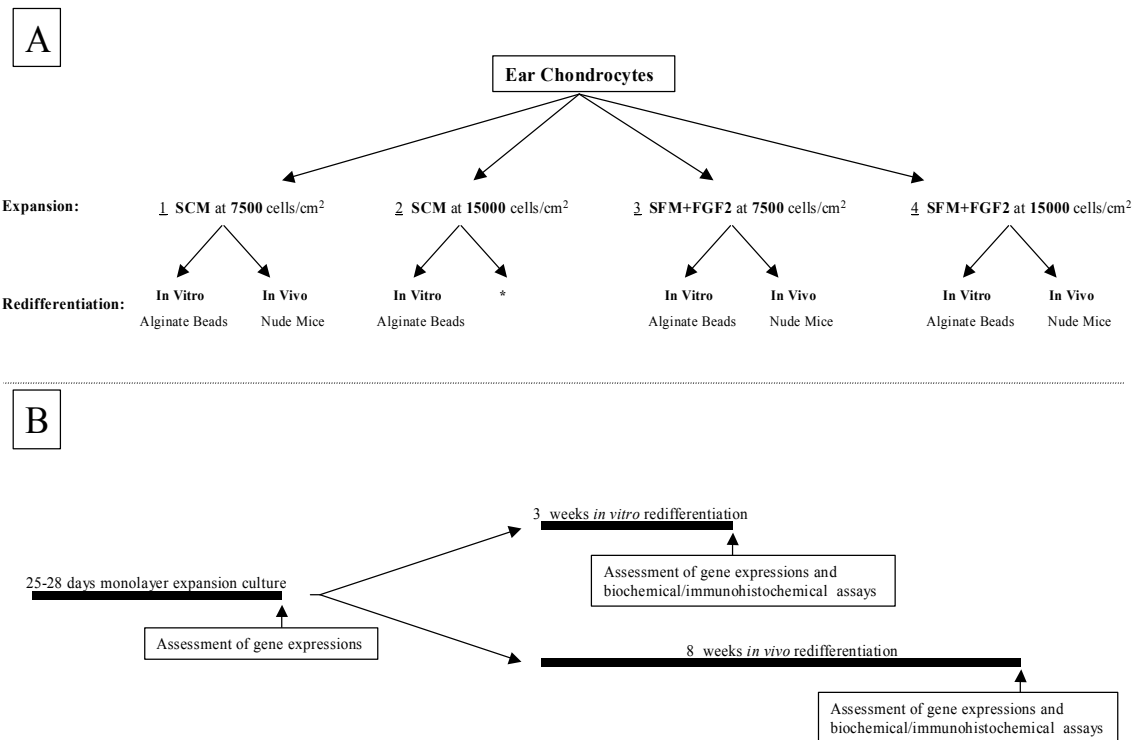 A
Ear Chondrocytes
Expansion: 1 SCM at 7500 cells/cm² 2 SCM at 15000 cells/cm² 3 SFM+FGF2 at 7500 cells/cm² 4 SFM+FGF2 at 15000 cells/cm²
Redifferentiation: In Vitro In Vivo In Vitro * In Vitro In Vivo In Vitro In Vivo
Alginate Beads Nude Mice Alginate Beads Alginate Beads Nude Mice Alginate Beads Nude Mice
B
3 weeks in vitro redifferentiation
Assessment of gene expressions and
biochemical/immunohistochemical assays
25-28 days monolayer expansion culture
Assessment of gene expressions
8 weeks in vivo redifferentiation
Assessment of gene expressions and
biochemical/immunohistochemical assays